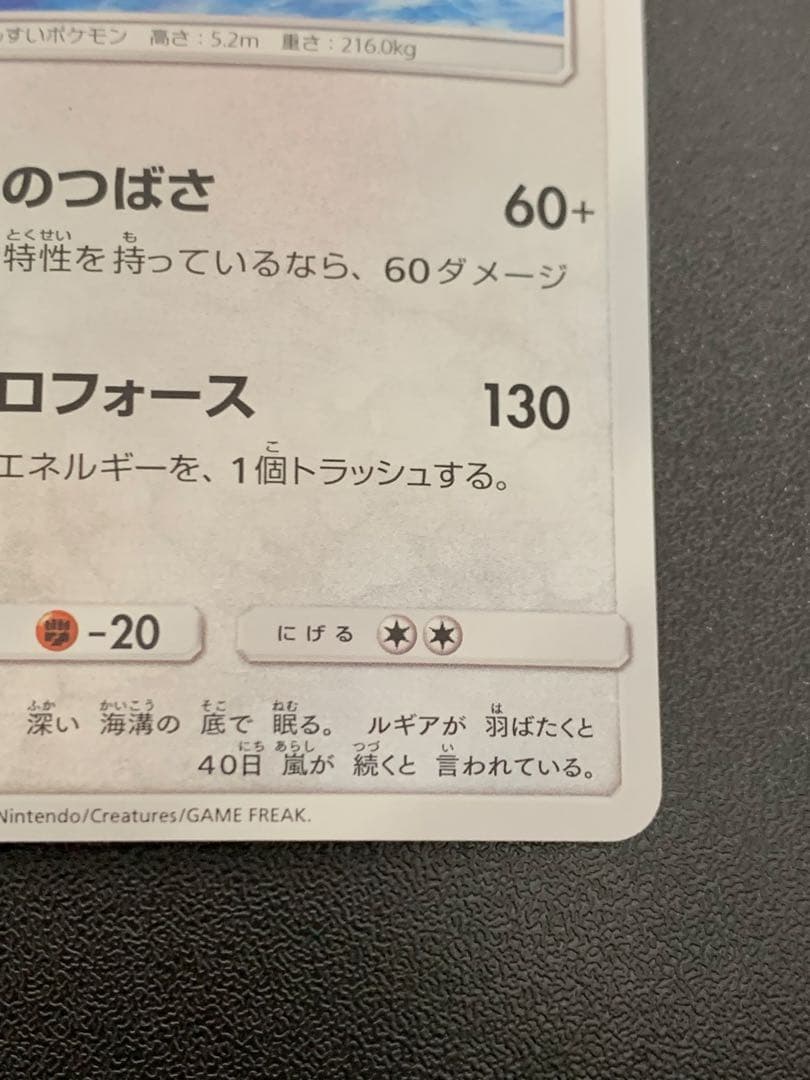 すいポケモン 高さ：5.2m 重さ：216.0kg
のつばさ 60+
特性を持っているなら、60ダメージ
ロフォース 130
エネルギーを、1個トラッシュする。
-20 にげる
深い 海溝の 底で 眠る。 ルギアが 羽ばたくと
40日 嵐が 続くと 言われている。
Nintendo/Creatures/GAME FREAK.